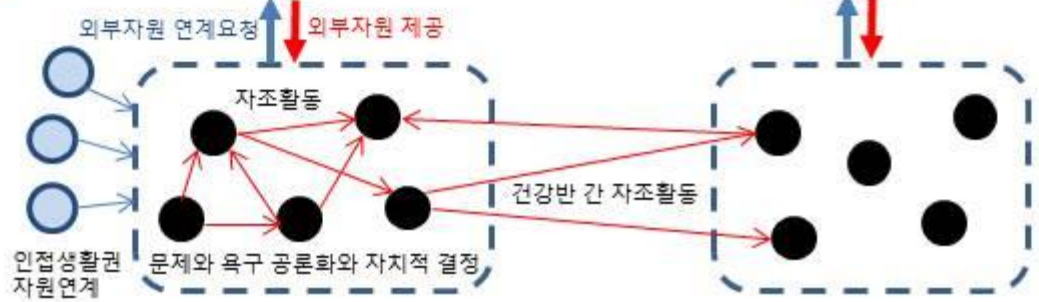 외부자원 연계요청
외부자원 제공
자조활동
건강반 간 자조활동
인접생활권
자원연계
문제와 욕구 공론화와 자치적 결정